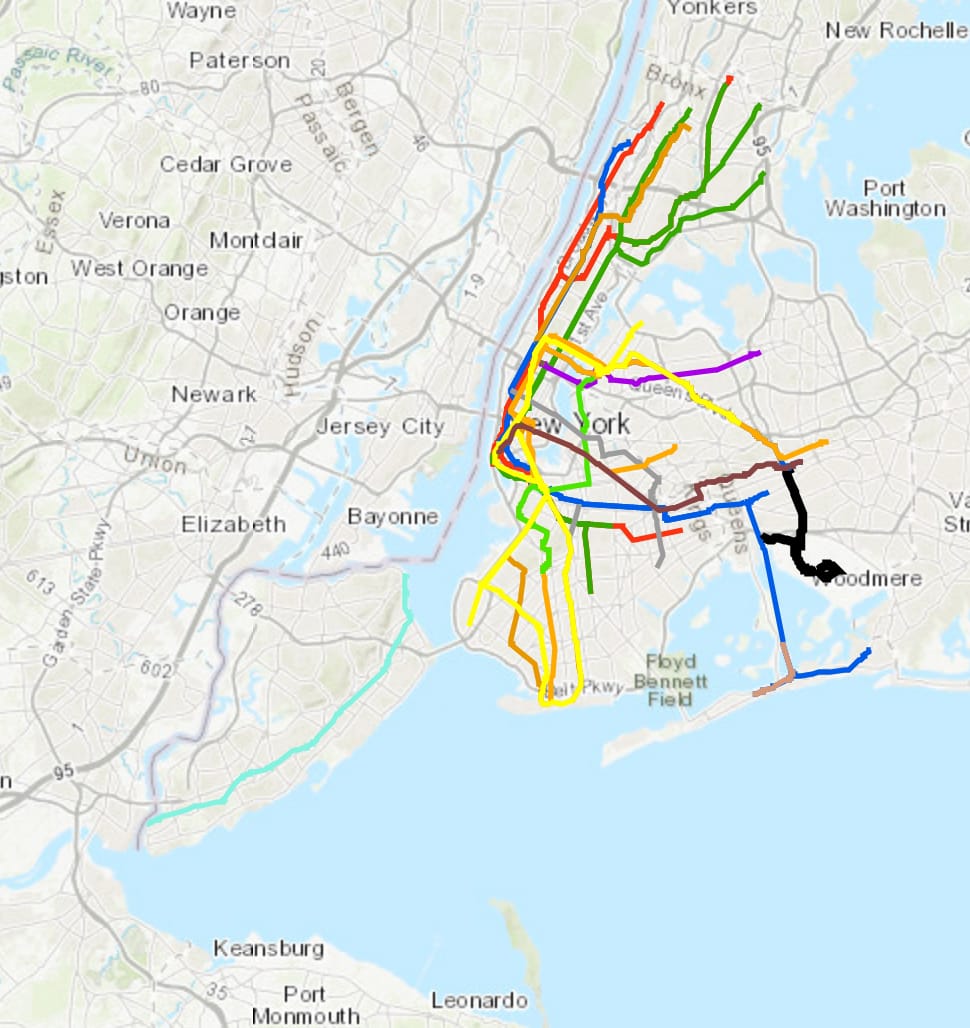 Wayne
Yonkers
New Rochelle
Passaic River
Paterson
80
20
Bergen
Passaic
46
Bronx
1
95
Cedar Grove
Port
Washington
Essex
Verona
Montclair
West Orange
gston
1-9
Orange
1st Ave
Hudson
Newark
Queens
Jersey City
ew York
Union
Elizabeth
Bayonne
440
Queens
Kings
Va
Str
Woodmere
613
Garden-State-Pkwy
278
602
Floyd
Bennett
Field
Belt Pkwy
1
95
n
Keansburg
35
Port
Monmouth
Leonardo